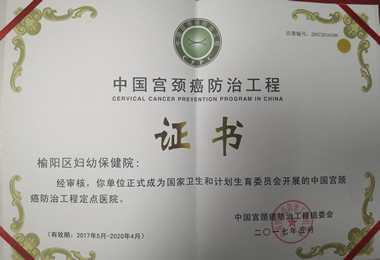 中国宫颈癌防治工程
CERVICAL CANCER PREVENTION PROGRAM IN CHINA
证书
榆阳区妇幼保健院：
经审核，你单位正式成为国家卫生和计划生育委员会开展的中国宫颈
癌防治工程定点医院。
中国宫颈癌防治工程组委会
（有效期：2017年5月-2020年4月）
二〇一七年五月